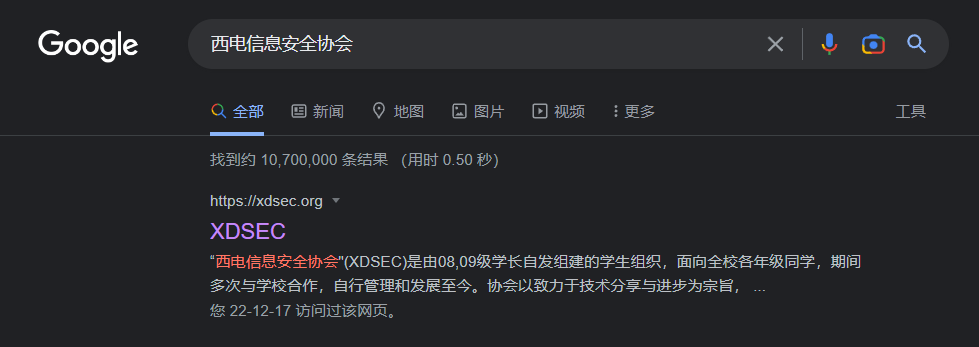 Google 西电信息安全协会
全部 新闻 地图 图片 视频 更多 工具
找到约 10,700,000 条结果 （用时 0.50 秒）
https://xdsec.org
XDSEC
“西电信息安全协会"(XDSEC)是由08,09级学长自发组建的学生组织，面向全校各年级同学，期间
多次与学校合作，自行管理和发展至今。协会以致力于技术分享与进步为宗旨， ...
您 22-12-17 访问过该网页。